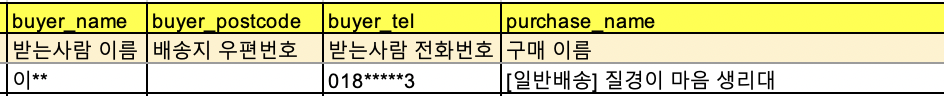 buyer_name buyer_postcode buyer_tel purchase_name
받는사람 이름 배송지 우편번호 받는사람 전화번호 구매 이름
이** 018*****3 [일반배송] 질경이 마음 생리대